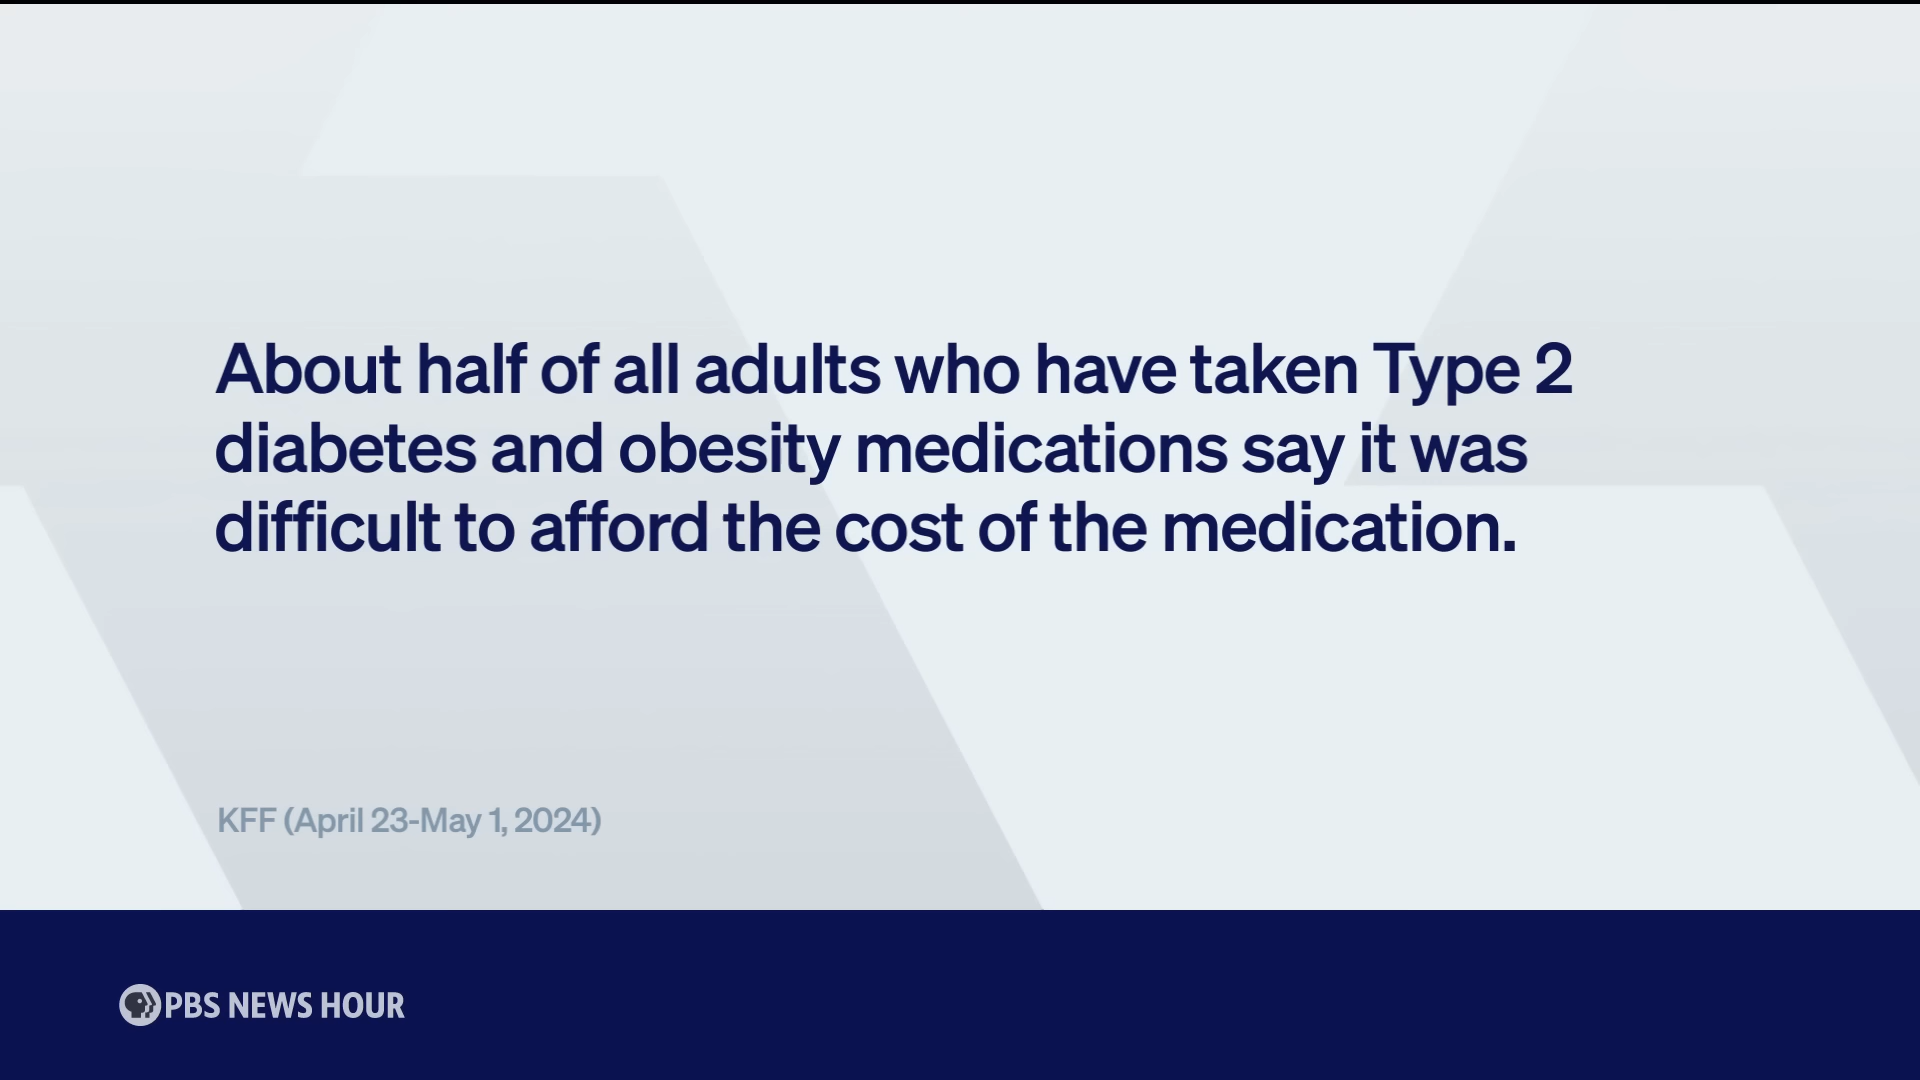 About half of all adults who have taken Type 2
diabetes and obesity medications say it was
difficult to afford the cost of the medication.
KFF (April 23-May 1, 2024)
PBS NEWS HOUR